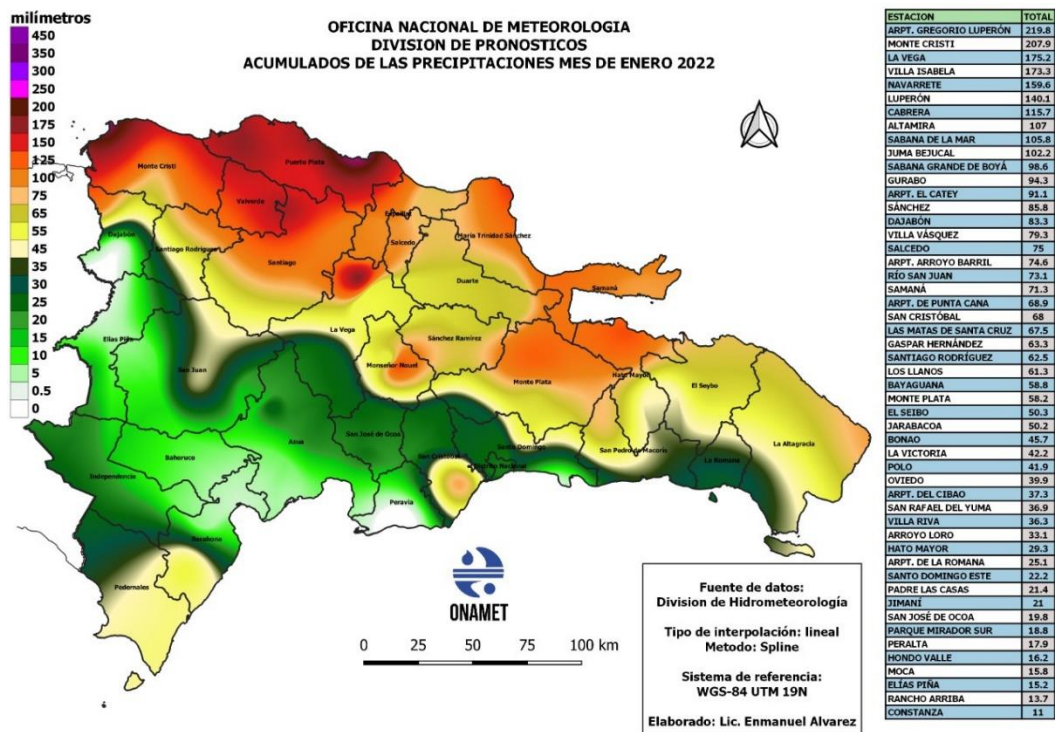 milímetros
450
350
300
250
200
175
150
125
100
75
65
55
45
35
30
25
20
15
10
5
0.5
0
OFICINA NACIONAL DE METEOROLOGIA
DIVISION DE PRONOSTICOS
ACUMULADOS DE LAS PRECIPITACIONES MES DE ENERO 2022
Monte Cristi
Puerto Plata
Valverde
Dajabón
Santiago Rodríguez
Espaillat
Salcedo
María Trinidad Sánchez
Santiago
Duarte
Samaná
La Vega
Elías Piña
Sánchez Ramírez
San Juan
Monseñor Nouel
Monte Plata
Hato Mayor
El Seybo
San José de Ocoa
Azua
Santo Domingo
La Altagracia
San Cristóbal
Distrito Nacional
San Pedro de Macorís
La Romana
Bahoruco
Independencia
Peravia
Barahona
Pedernales
ONAMET
0 50 100 km
Fuente de datos:
Division de Hidrometeorología
Tipo de interpolación: lineal
Metodo: Spline
Sistema de referencia:
WGS-84 UTM 19N
Elaborado: Lic. Enmanuel Alvarez
ESTACION TOTAL
ARPT. GREGORIO LUPERÓN 219.8
MONTE CRISTI 207.9
LA VEGA 175.2
VILLA ISABELA 173.3
NAVARRETE 159.6
LUPERÓN 140.1
CABRERA 115.7
ALTAMIRA 107
SABANA DE LA MAR 105.8
JUMA BEJUCAL 102.2
SABANA GRANDE DE BOYÁ 98.6
GURABO 94.3
ARPT. EL CATEY 91.1
SÁNCHEZ 85.8
DAJABÓN 83.3
VILLA VÁSQUEZ 79.3
SALCEDO 75
ARPT. ARROYO BARRIL 74.6
RÍO SAN JUAN 73.1
SAMANÁ 71.3
ARPT. DE PUNTA CANA 68.9
SAN CRISTÓBAL 68
LAS MATAS DE SANTA CRUZ 67.5
GASPAR HERNÁNDEZ 63.3
SANTIAGO RODRÍGUEZ 62.5
LOS LLANOS 61.3
BAYAGUANA 58.8
MONTE PLATA 58.2
EL SEIBO 50.3
JARABACOA 50.2
BONAO 45.7
LA VICTORIA 42.2
POLO 41.9
OVIEDO 39.9
ARPT. DEL CIBAO 37.3
SAN RAFAEL DEL YUMA 36.9
VILLA RIVA 36.3
ARROYO LORO 33.1
HATO MAYOR 29.3
ARPT. DE LA ROMANA 25.1
SANTO DOMINGO ESTE 22.2
PADRE LAS CASAS 21.4
JIMANÍ 21
SAN JOSÉ DE OCOA 19.8
PARQUE MIRADOR SUR 18.8
PERALTA 17.9
HONDO VALLE 16.2
MOCA 15.8
ELÍAS PIÑA 15.2
RANCHO ARRIBA 13.7
CONSTANZA 11